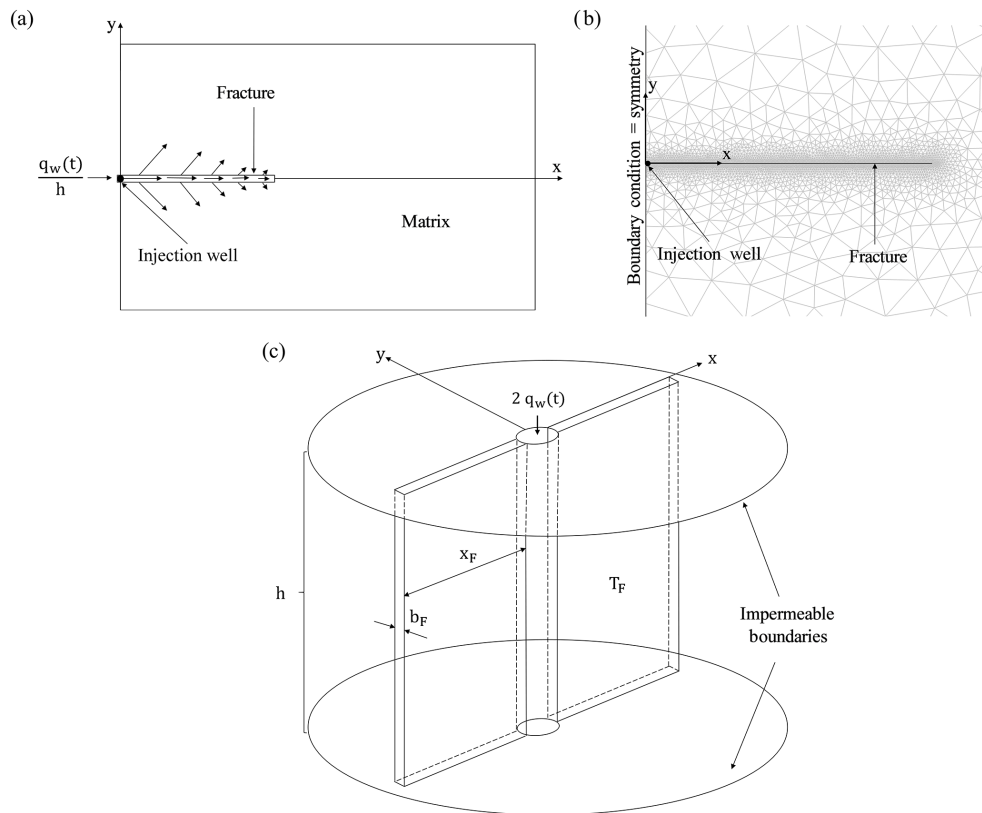 (a)
y
Fracture
q_w(t)
h
x
Matrix
Injection well
(b)
Boundary condition = symmetry
y
x
Injection well
Fracture
(c)
y
x
2 q_w(t)
h
x_F
b_F
T_F
Impermeable
boundaries